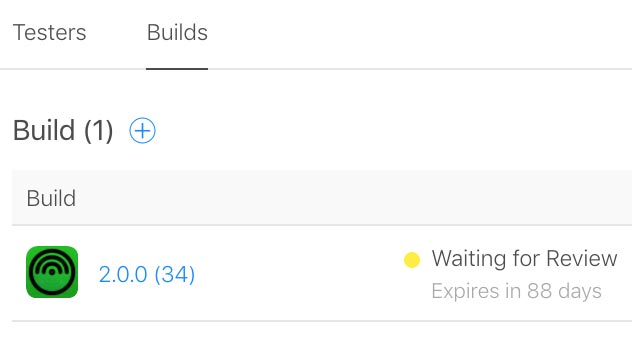 Testers Builds
Build (1)
Build
2.0.0 (34) Waiting for Review
Expires in 88 days